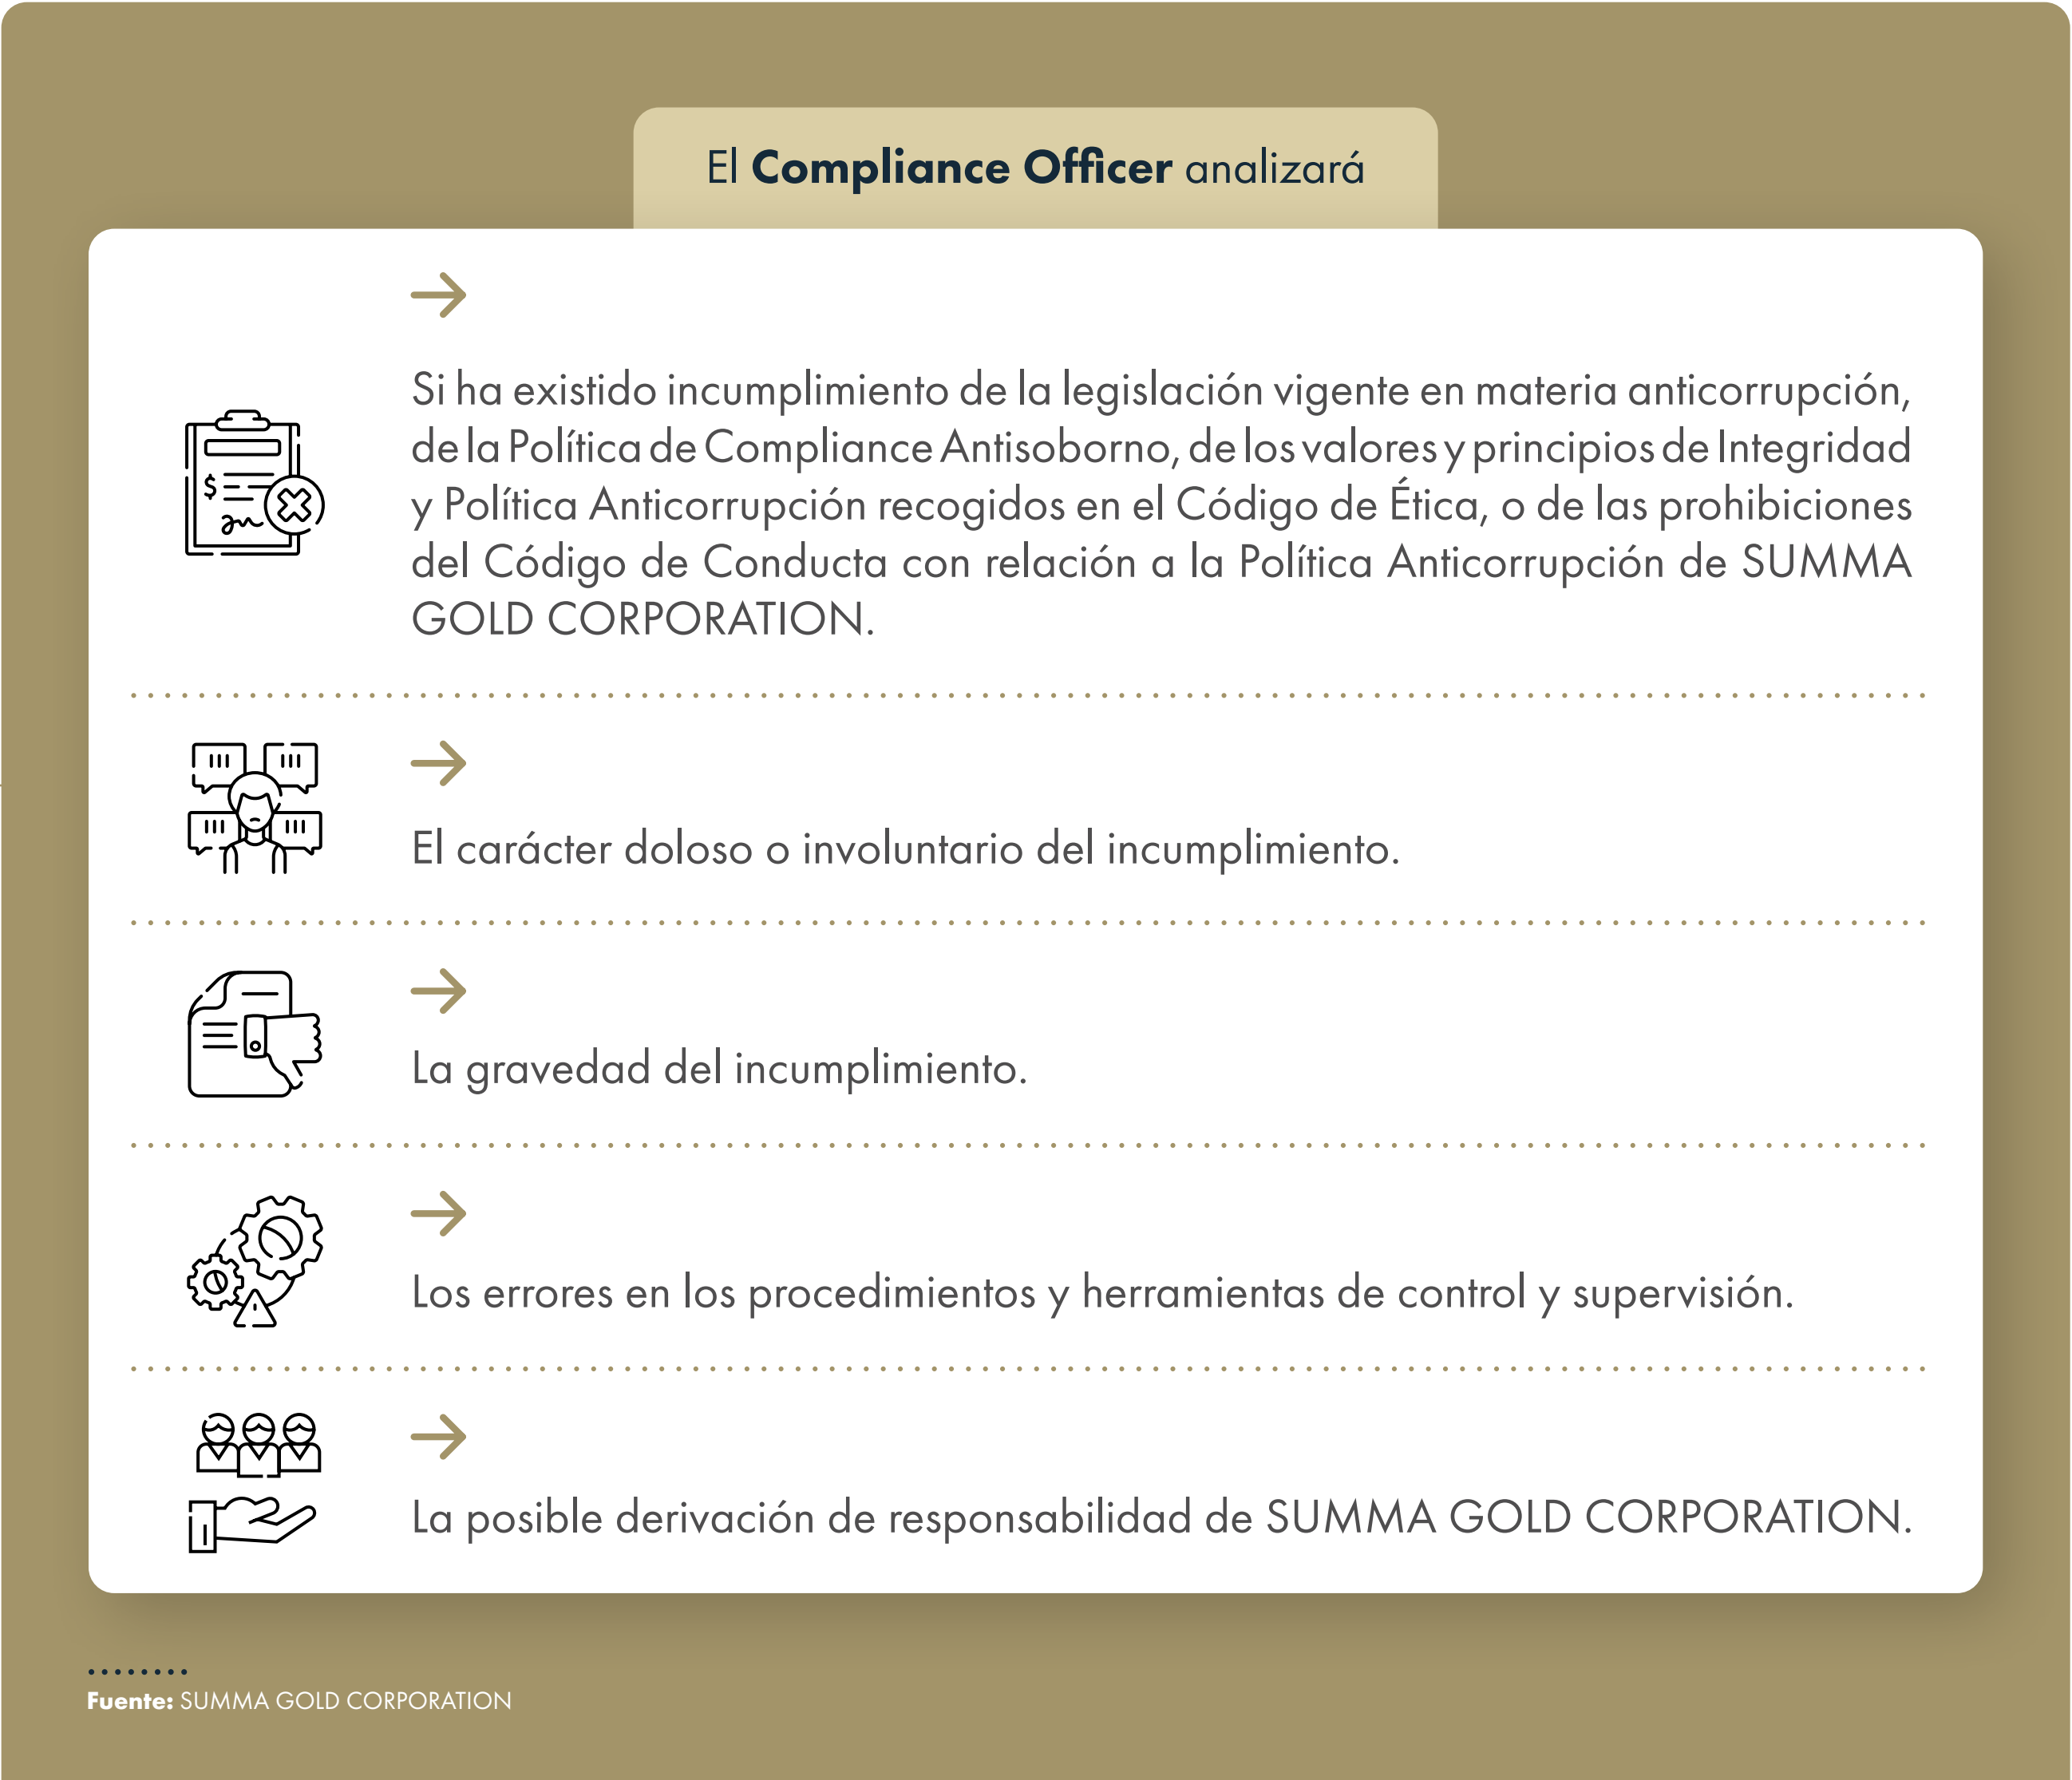 El Compliance Officer analizará
Si ha existido incumplimiento de la legislación vigente en materia anticorrupción,
de la Política de Compliance Antisoborno, de los valores y principios de Integridad
y Política Anticorrupción recogidos en el Código de Ética, o de las prohibiciones
del Código de Conducta con relación a la Política Anticorrupción de SUMMA
GOLD CORPORATION.
El carácter doloso o involuntario del incumplimiento.
La gravedad del incumplimiento.
Los errores en los procedimientos y herramientas de control y supervisión.
La posible derivación de responsabilidad de SUMMA GOLD CORPORATION.
Fuente: SUMMA GOLD CORPORATION